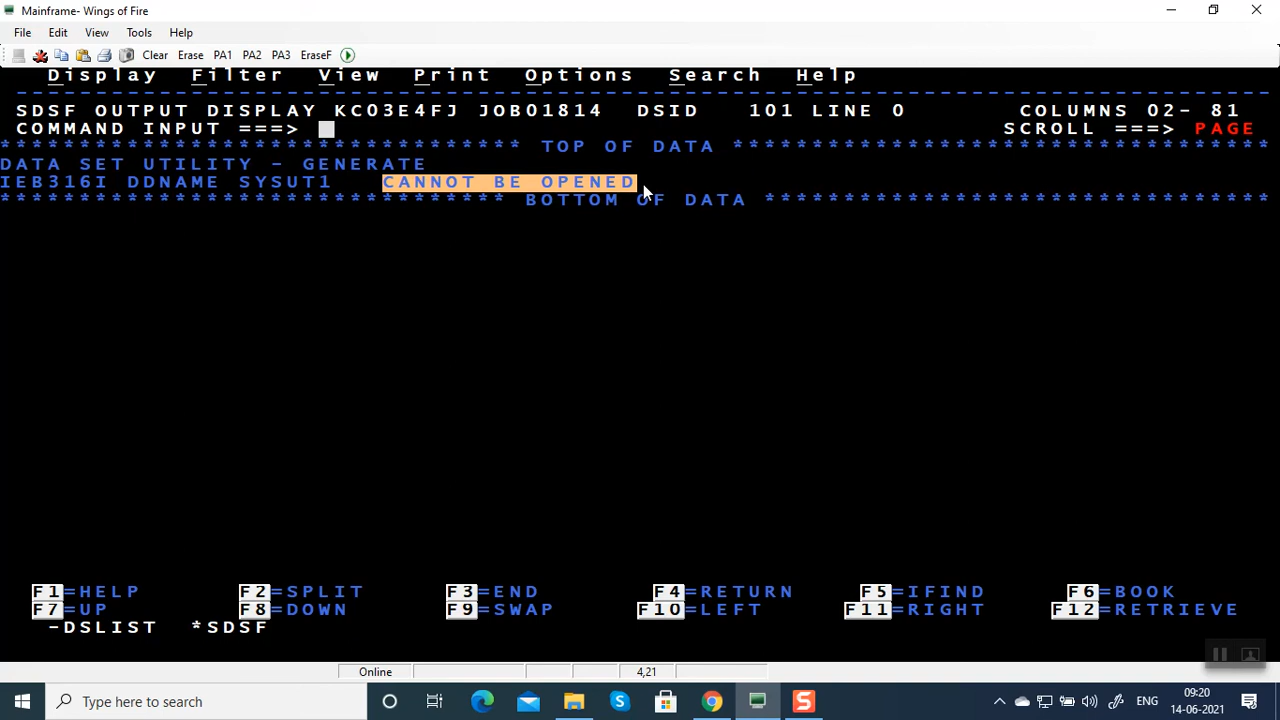 Mainframe- Wings of Fire
File Edit View Tools Help
Clear Erase PA1 PA2 PA3 EraseF
Display Filter View Print Options Search Help
--------------------------------------------------------------------------------
SDSF OUTPUT DISPLAY KC03E4FJ JOB01814 DSID 101 LINE 0 COLUMNS 02- 81
COMMAND INPUT ===> SCROLL ===> PAGE
********************************* TOP OF DATA **********************************
DATA SET UTILITY - GENERATE
IEB316I DDNAME SYSUT1 CANNOT BE OPENED
******************************** BOTTOM OF DATA ********************************
F1=HELP F2=SPLIT F3=END F4=RETURN F5=IFIND F6=BOOK
F7=UP F8=DOWN F9=SWAP F10=LEFT F11=RIGHT F12=RETRIEVE
-DSLIST *SDSF
Online 4,21
Type here to search
ENG
09:20
14-06-2021